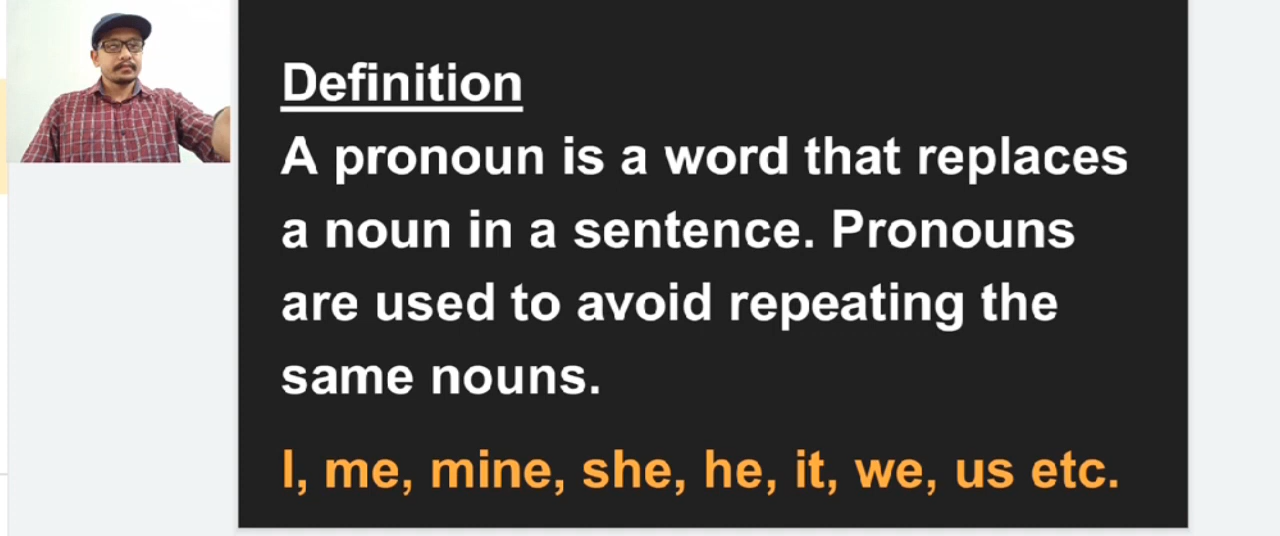 Definition
A pronoun is a word that replaces
a noun in a sentence. Pronouns
are used to avoid repeating the
same nouns.
I, me, mine, she, he, it, we, us etc.